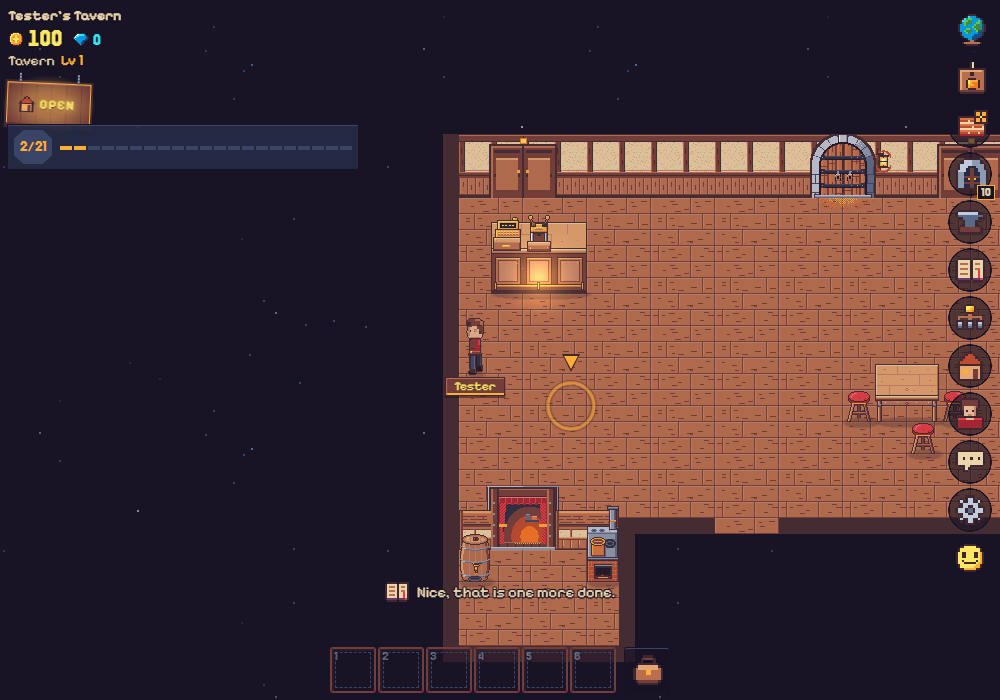 Tester's Tavern
100 0
Tavern Lv 1
OPEN
2/21
10
Tester
Nice, that is one more done.
1 2 3 4 5 6